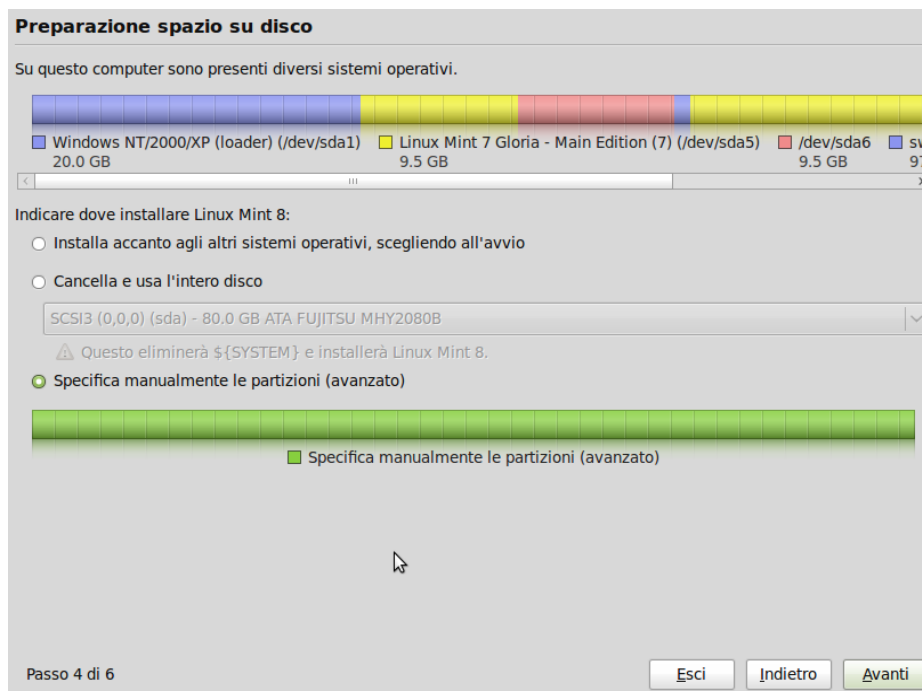 Preparazione spazio su disco
Su questo computer sono presenti diversi sistemi operativi.
Windows NT/2000/XP (loader) (/dev/sda1) Linux Mint 7 Gloria - Main Edition (7) (/dev/sda5) /dev/sda6
20.0 GB 9.5 GB 9.5 GB
Indicare dove installare Linux Mint 8:
Installa accanto agli altri sistemi operativi, scegliendo all'avvio
Cancella e usa l'intero disco
SCSI3 (0,0,0) (sda) - 80.0 GB ATA FUJITSU MHY2080B
Questo eliminerà ${SYSTEM} e installerà Linux Mint 8.
Specifica manualmente le partizioni (avanzato)
Specifica manualmente le partizioni (avanzato)
Passo 4 di 6 Esci Indietro Avanti